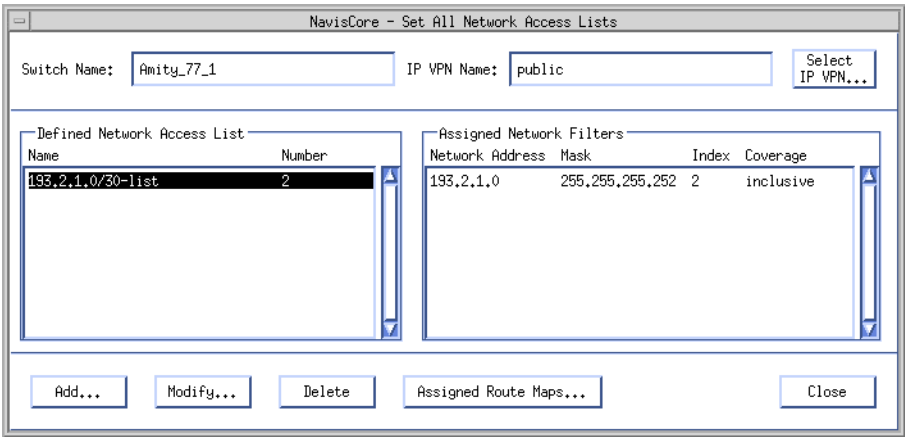 NavisCore - Set All Network Access Lists
Switch Name: Amity_77_1 IP VPN Name: public Select
IP VPN...
Defined Network Access List
Name Number
193.2.1.0/30-list 2
Assigned Network Filters
Network Address Mask Index Coverage
193.2.1.0 255.255.255.252 2 inclusive
Add... Modify... Delete Assigned Route Maps... Close